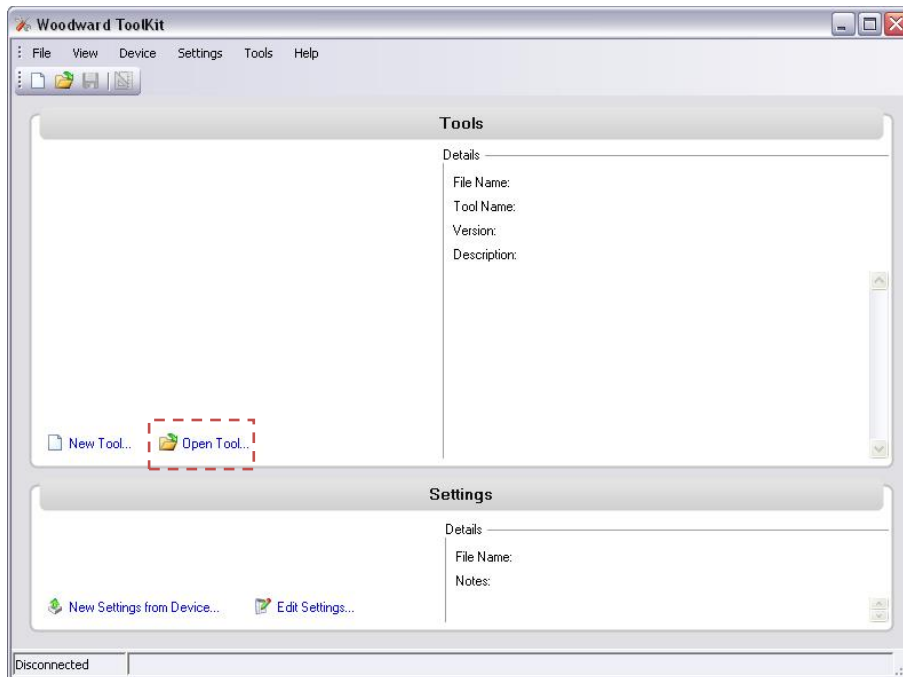 Woodward ToolKit
File View Device Settings Tools Help
Tools
Details
File Name:
Tool Name:
Version:
Description:
New Tool... Open Tool...
Settings
Details
File Name:
Notes:
New Settings from Device... Edit Settings...
Disconnected